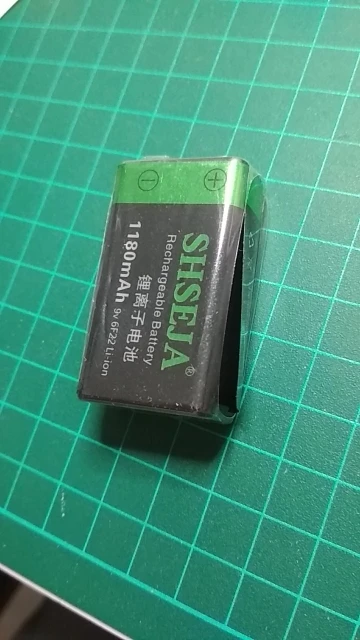 SHSEJA®
Rechargeable Battery
锂离子电池
1180mAh 9v 6F22 Li-ion